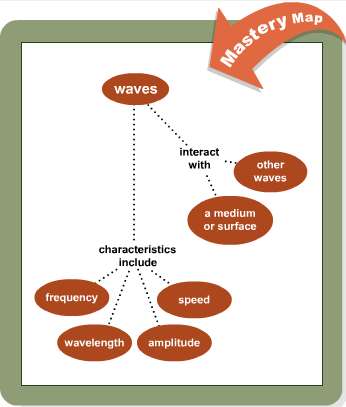 Mastery Map
waves
interact
with
other
waves
a medium
or surface
characteristics
include
frequency
speed
wavelength
amplitude